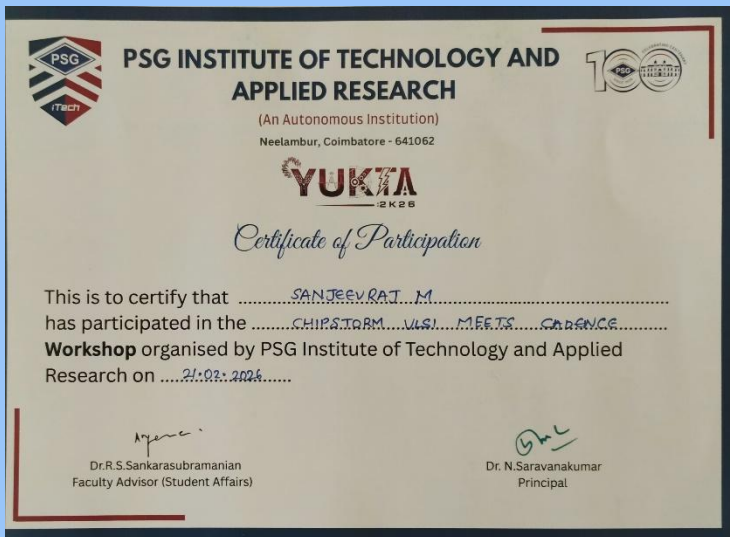 PSG
iTech
PSG INSTITUTE OF TECHNOLOGY AND
APPLIED RESEARCH
(An Autonomous Institution)
Neelambur, Coimbatore - 641062
100
PSG
YUKTA
:2K26
Certificate of Participation
This is to certify that SANJEEVRAJ M
has participated in the CHIPSTORM VLSI MEETS CADENCE
Workshop organised by PSG Institute of Technology and Applied
Research on 21.02.2026
Dr.R.S.Sankarasubramanian
Faculty Advisor (Student Affairs)
Dr. N.Saravanakumar
Principal